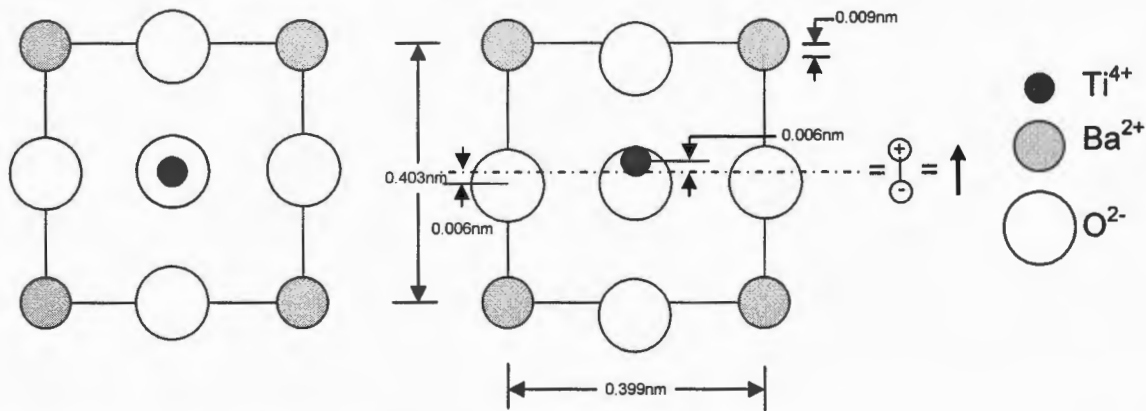 0.009nm
Ti4+
0.006nm
Ba2+
0.403nm
= + - =
0.006nm
O2-
0.399nm